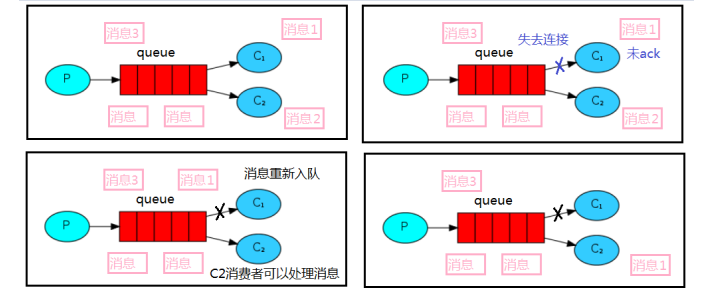 消息3
消息1
queue
P
C₁
C₂
消息
消息
消息2
消息3
失去连接
消息1
queue
未ack
P
C₁
C₂
消息
消息
消息2
消息重新入队
消息3
消息1
queue
P
C₁
C₂
消息
消息
C2消费者可以处理消息
消息3
queue
P
C₁
C₂
消息
消息
消息1